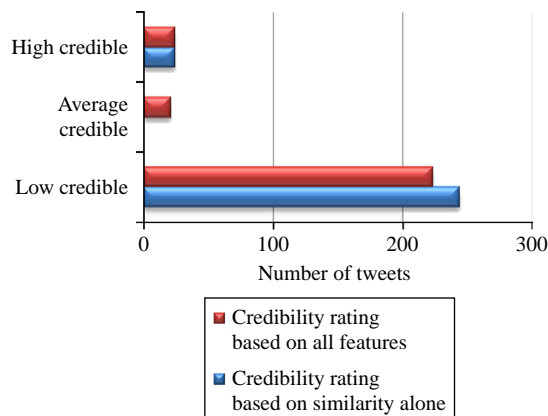 High credible
Average
credible
Low credible
0 100 200 300
Number of tweets
Credibility rating
based on all features
Credibility rating
based on similarity alone